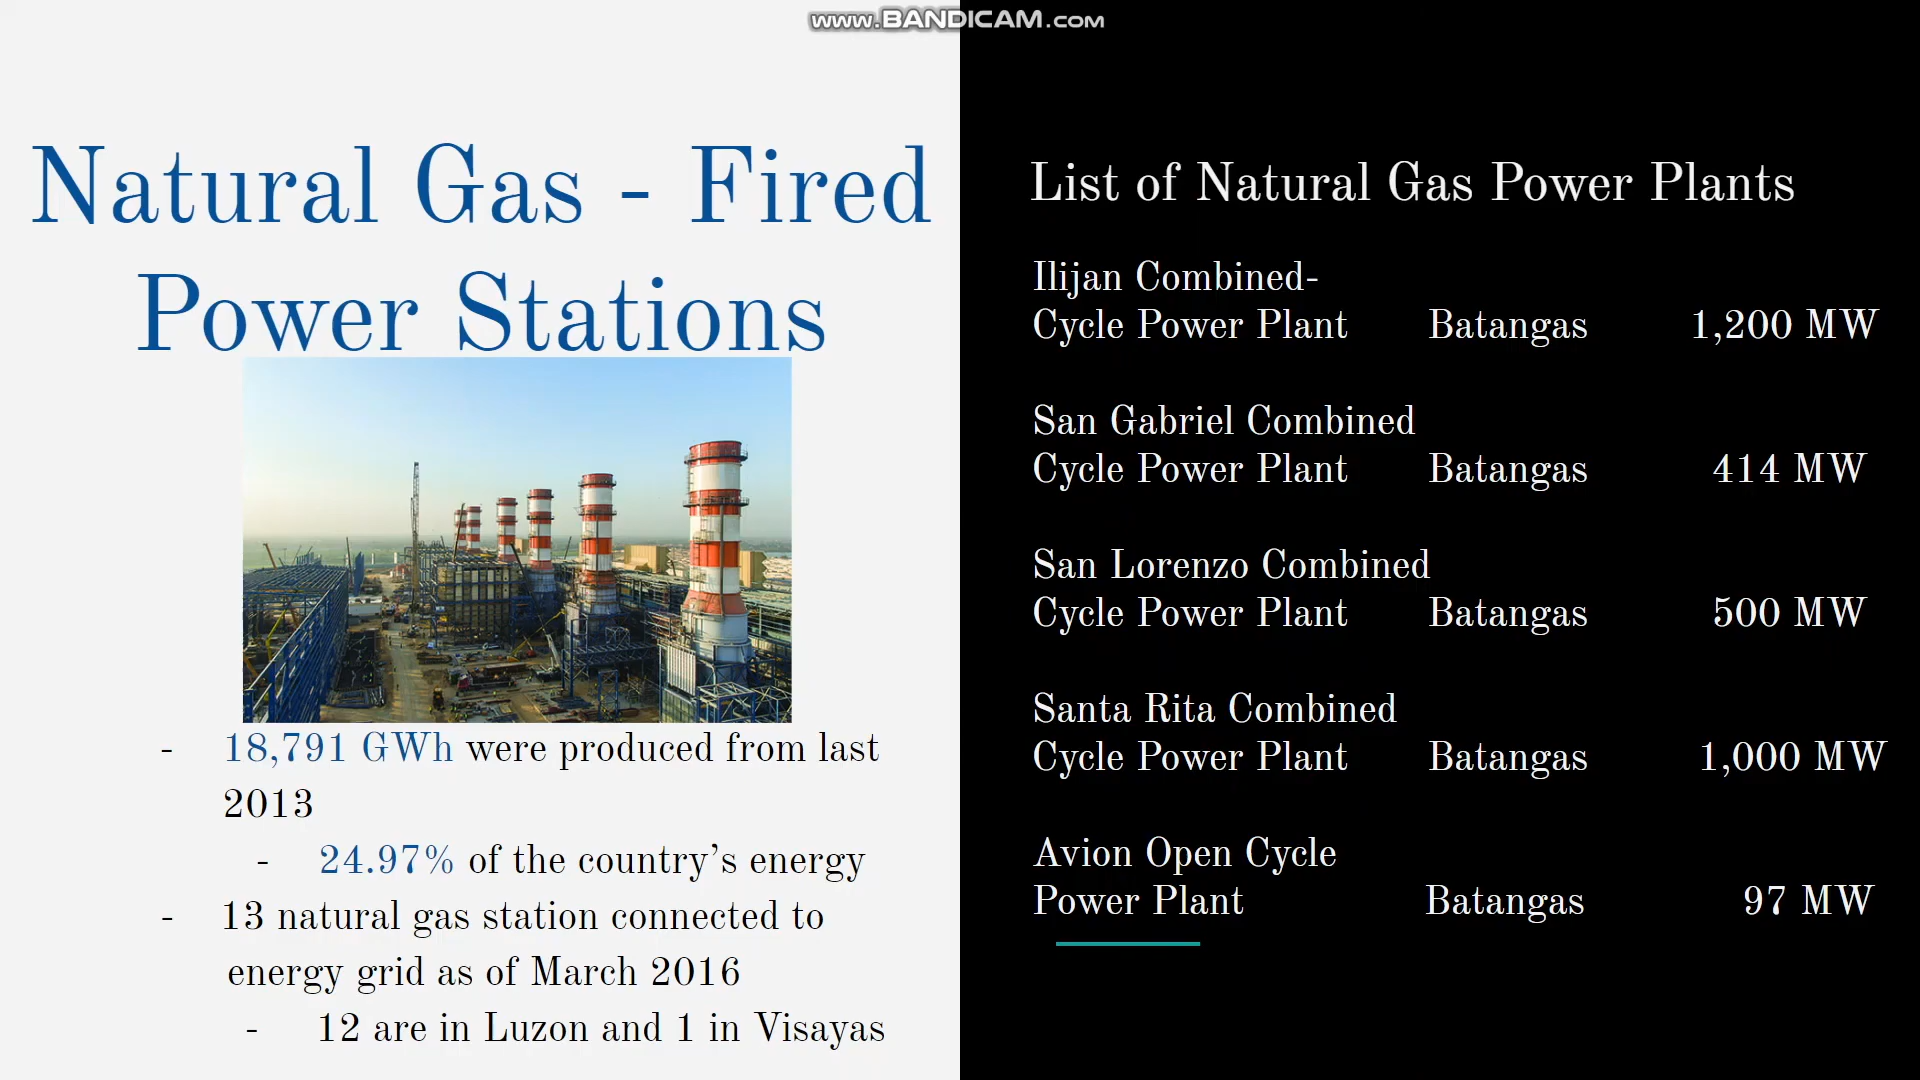 www.BANDICAM.com
Natural Gas - Fired
Power Stations
- 18,791 GWh were produced from last
2013
- 24.97% of the country's energy
- 13 natural gas station connected to
energy grid as of March 2016
- 12 are in Luzon and 1 in Visayas
List of Natural Gas Power Plants
Ilijan Combined-
Cycle Power Plant Batangas 1,200 MW
San Gabriel Combined
Cycle Power Plant Batangas 414 MW
San Lorenzo Combined
Cycle Power Plant Batangas 500 MW
Santa Rita Combined
Cycle Power Plant Batangas 1,000 MW
Avion Open Cycle
Power Plant Batangas 97 MW